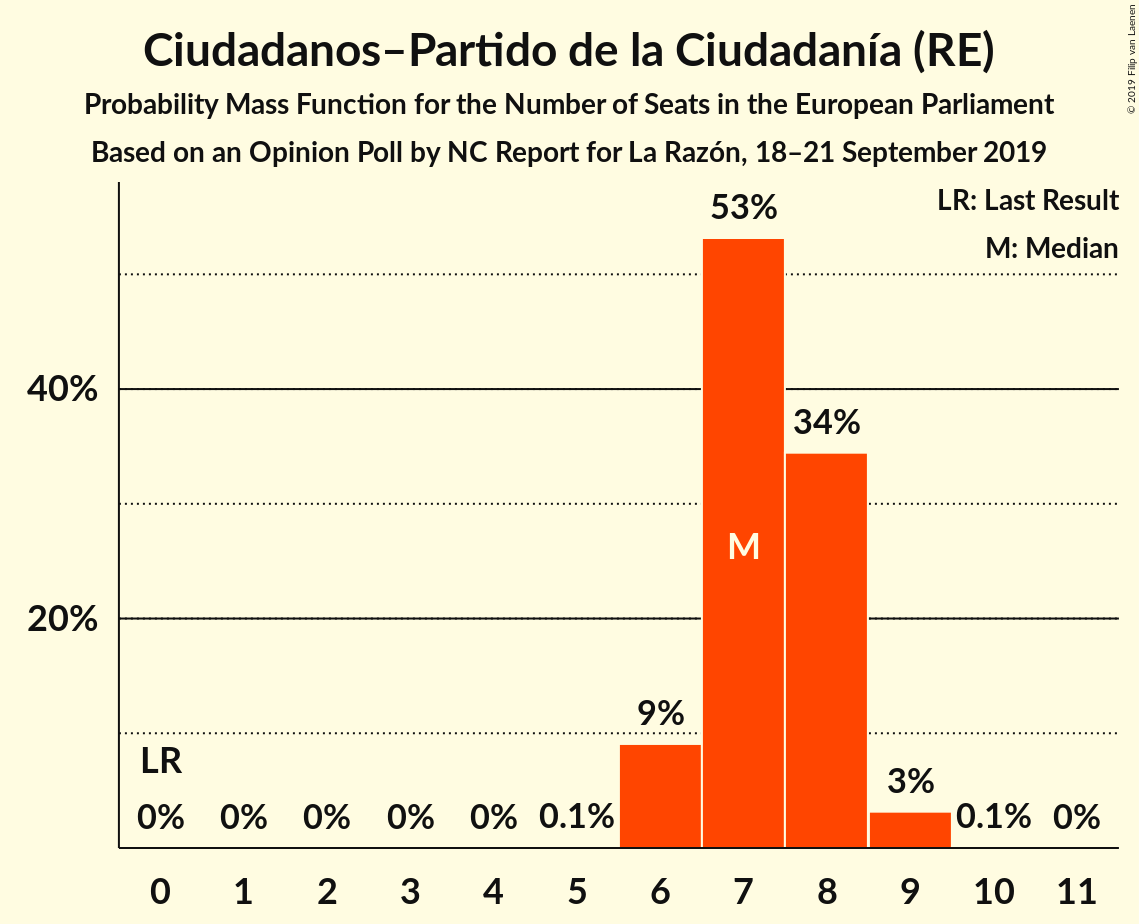 Ciudadanos–Partido de la Ciudadanía (RE)
Probability Mass Function for the Number of Seats in the European Parliament
Based on an Opinion Poll by NC Report for La Razón, 18–21 September 2019
© 2019 Filip van Laenen
LR: Last Result
M: Median
53%
40%
34%
M
20%
9%
LR
3%
0% 0% 0% 0% 0% 0.1% 0.1% 0%
0 1 2 3 4 5 6 7 8 9 10 11